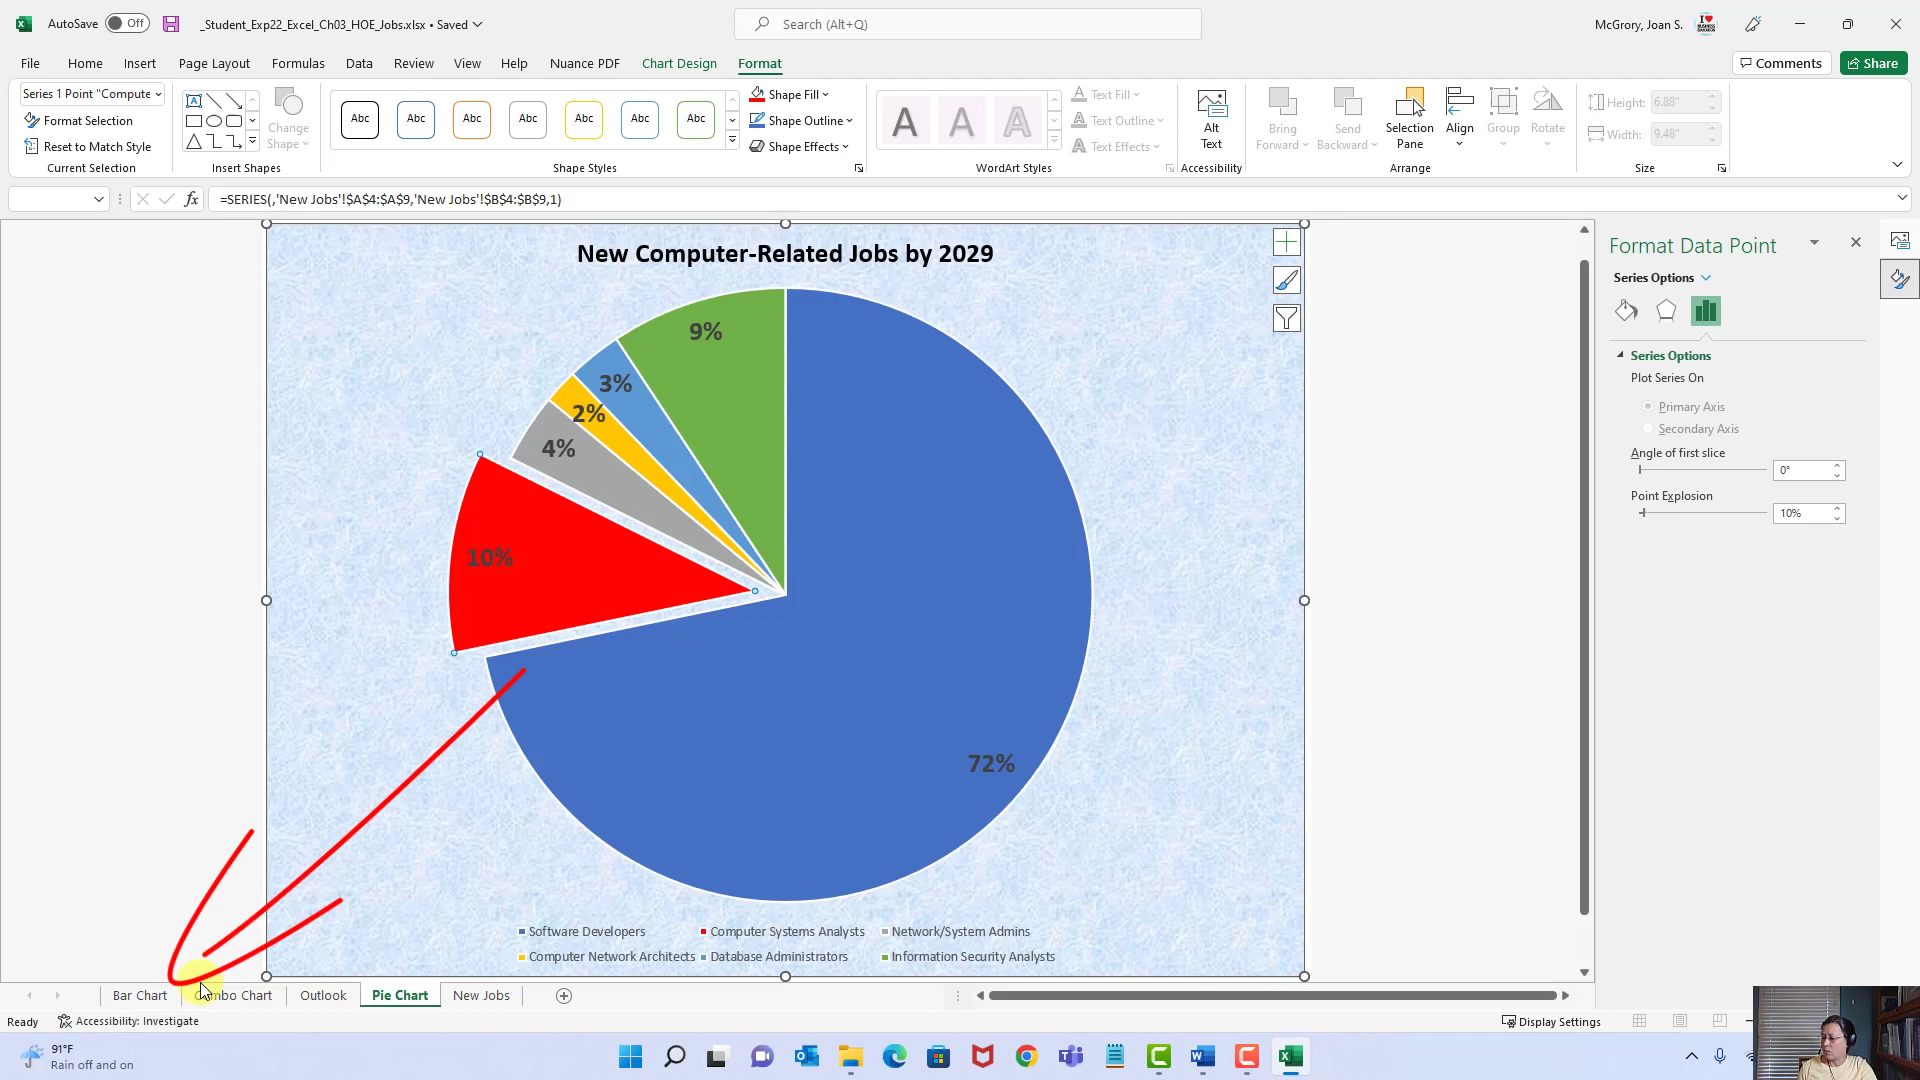 AutoSave Off _Student_Exp22_Excel_Ch03_HOE_Jobs.xlsx • Saved Search (Alt+Q) McGrory, Joan S.
File Home Insert Page Layout Formulas Data Review View Help Nuance PDF Chart Design Format Comments Share
Series 1 Point "Compute
Format Selection
Reset to Match Style
Current Selection
Change
Shape
Insert Shapes
Abc Abc Abc Abc Abc Abc Abc
Shape Fill
Shape Outline
Shape Effects
Shape Styles
A A A
Text Fill
Text Outline
Text Effects
WordArt Styles
Alt
Text
Accessibility
Bring
Forward
Send
Backward
Selection
Pane
Align
Group
Rotate
Arrange
Height: 6.88"
Width: 9.48"
Size
fx =SERIES(,'New Jobs'!$A$4:$A$9,'New Jobs'!$B$4:$B$9,1)
New Computer-Related Jobs by 2029
9%
3%
2%
4%
10%
72%
Software Developers Computer Systems Analysts Network/System Admins
Computer Network Architects Database Administrators Information Security Analysts
Format Data Point
Series Options
Series Options
Plot Series On
Primary Axis
Secondary Axis
Angle of first slice
0°
Point Explosion
10%
Bar Chart Combo Chart Outlook Pie Chart New Jobs
Ready Accessibility: Investigate Display Settings
91°F
Rain off and on